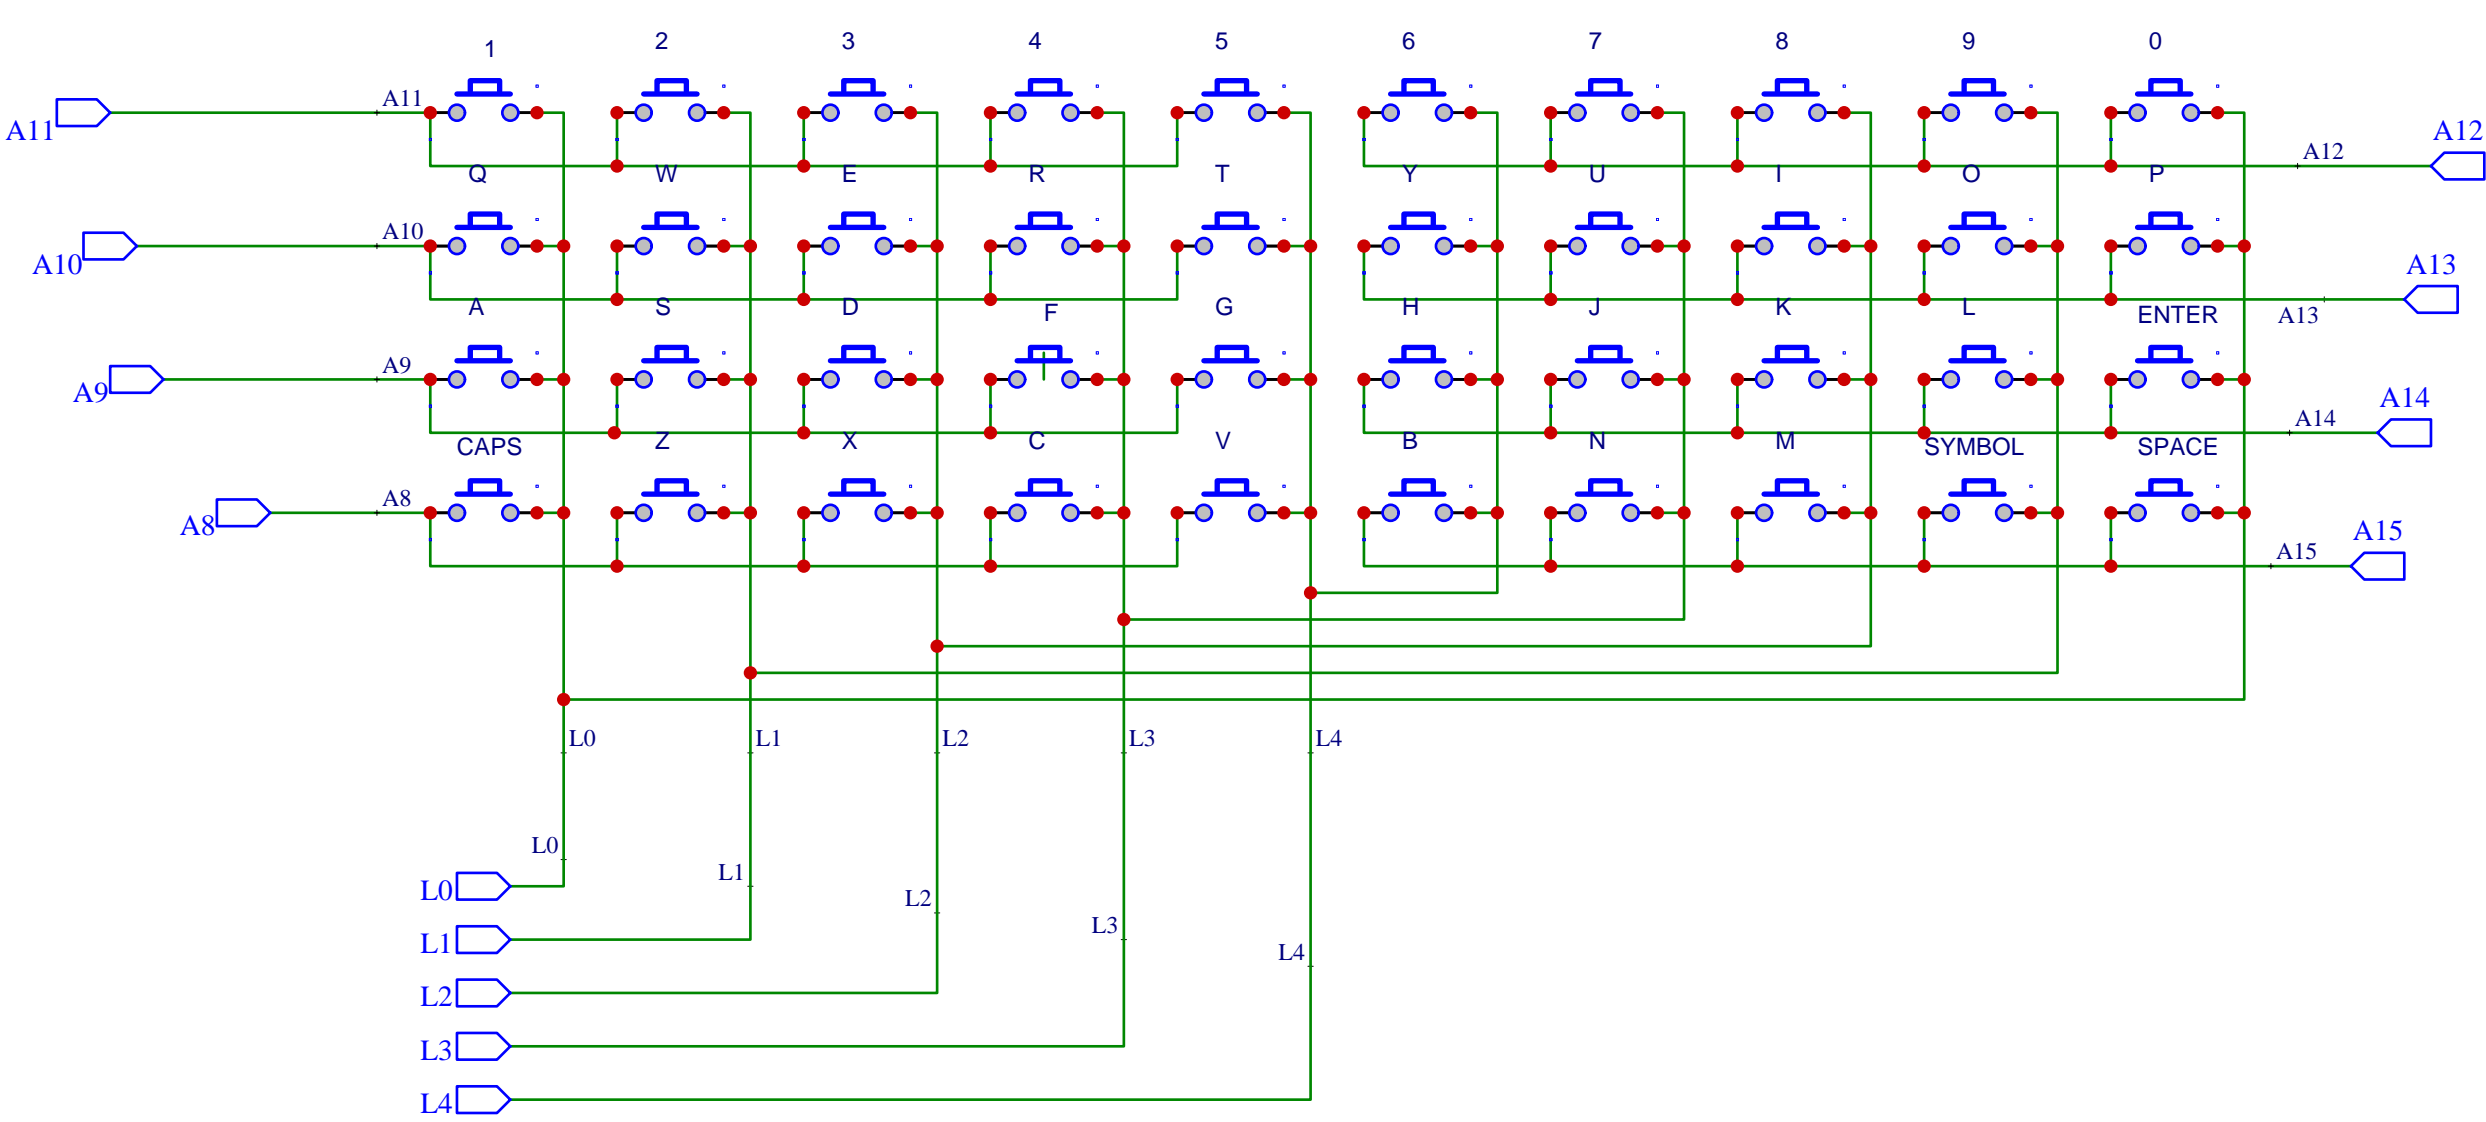 1 2 3 4 5 6 7 8 9 0
A11 A11 A12 A12
Q W E R T Y U I O P
A10 A10 A13 A13
A S D F G H J K L ENTER
A9 A9 A14 A14
CAPS Z X C V B N M SYMBOL SPACE
A8 A8 A15 A15
L0 L1 L2 L3 L4
L0
L1
L2
L3
L4
L0
L1
L2
L3
L4